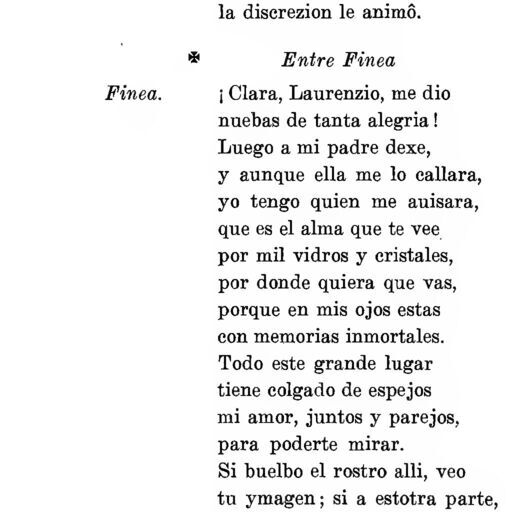 la discrezion le animô.
✠ Entre Finea
Finea. ¡Clara, Laurenzio, me dio
nuebas de tanta alegria!
Luego a mi padre dexe,
y aunque ella me lo callara,
yo tengo quien me auisara,
que es el alma que te vee
por mil vidros y cristales,
por donde quiera que vas,
porque en mis ojos estas
con memorias inmortales.
Todo este grande lugar
tiene colgado de espejos
mi amor, juntos y parejos,
para poderte mirar.
Si buelbo el rostro alli, veo
tu ymagen; si a estotra parte,